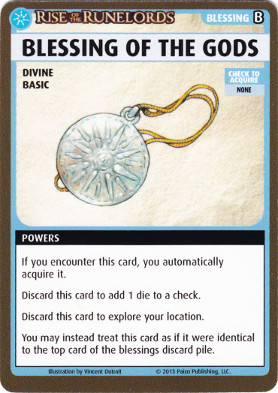 RISE OF THE RUNELORDS BLESSING B
BLESSING OF THE GODS
DIVINE
BASIC
CHECK TO
ACQUIRE
NONE
POWERS
If you encounter this card, you automatically
acquire it.
Discard this card to add 1 die to a check.
Discard this card to explore your location.
You may instead treat this card as if it were identical
to the top card of the blessings discard pile.
Illustration by Vincent Dutrait © 2013 Paizo Publishing, LLC.